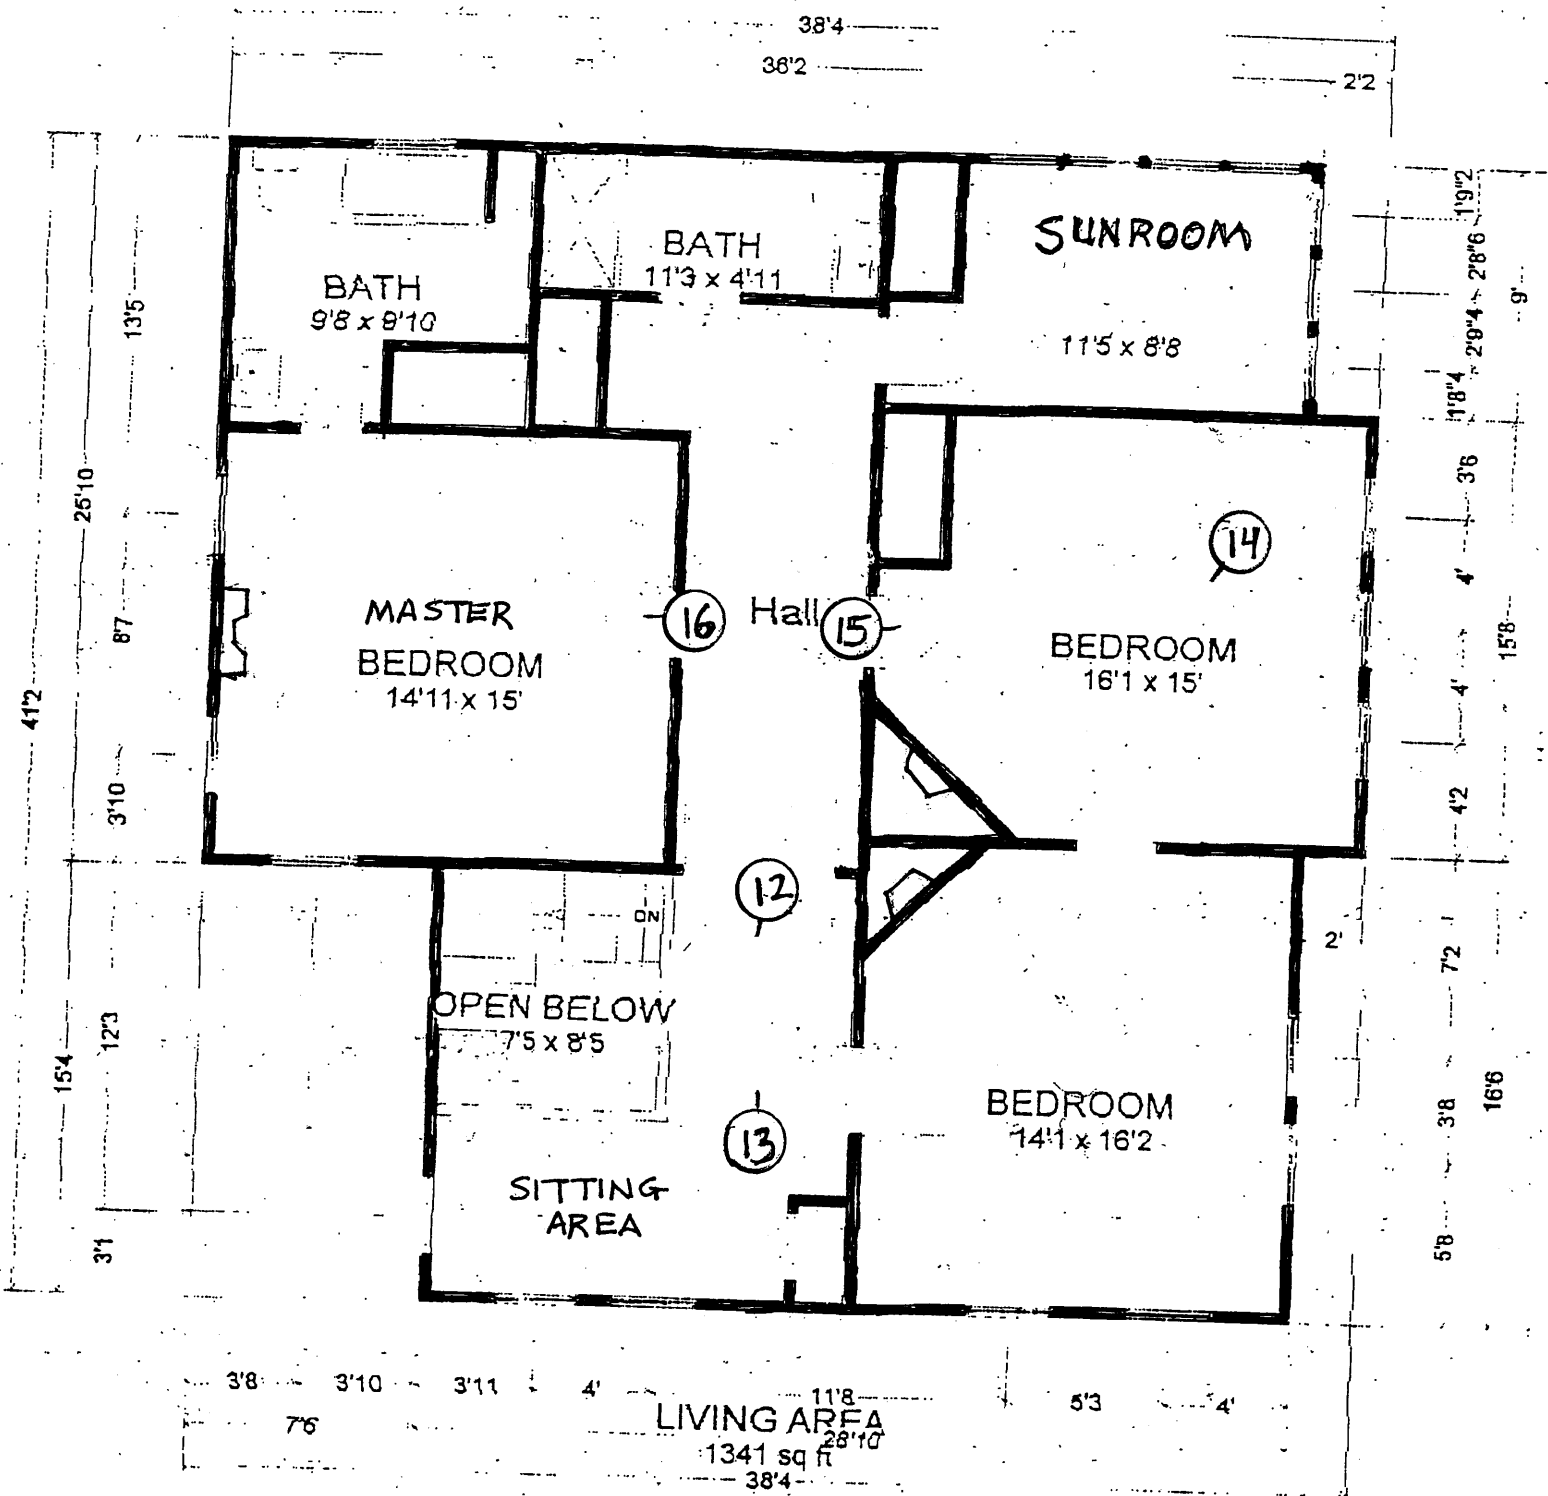 38'4
36'2
2'2
1'9"2
2'8"6
2'9"4
1'8"4
9'
SUNROOM
11'5 x 8'8
BATH
11'3 x 4'11
BATH
9'8 x 9'10
13'5
25'10
41'2
8'7
3'10
3'6
4'
4'
4'2
15'8
14
16
Hall
15
MASTER
BEDROOM
14'11 x 15'
BEDROOM
16'1 x 15'
12
DN
2'
7'2
OPEN BELOW
7'5 x 8'5
12'3
15'4
3'1
BEDROOM
14'1 x 16'2
3'8
16'6
5'8
13
SITTING
AREA
3'8
3'10
3'11
4'
11'8
5'3
4'
7'6
LIVING AREA
28'10
1341 sq ft
38'4